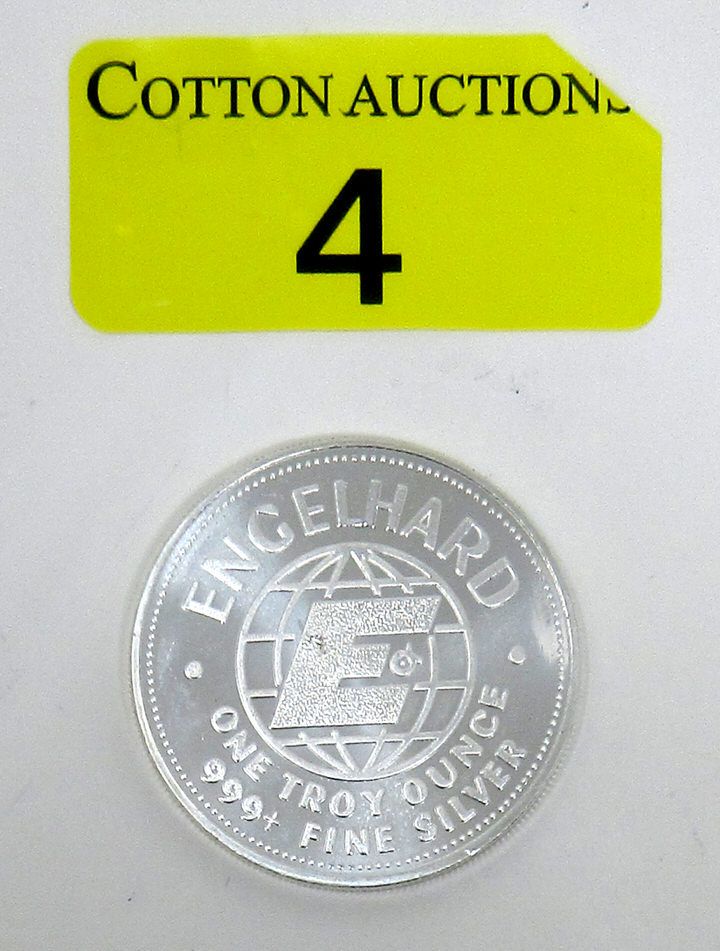 COTTON AUCTIONS
4
ENGELHARD
E
ONE TROY OUNCE
999+ FINE SILVER